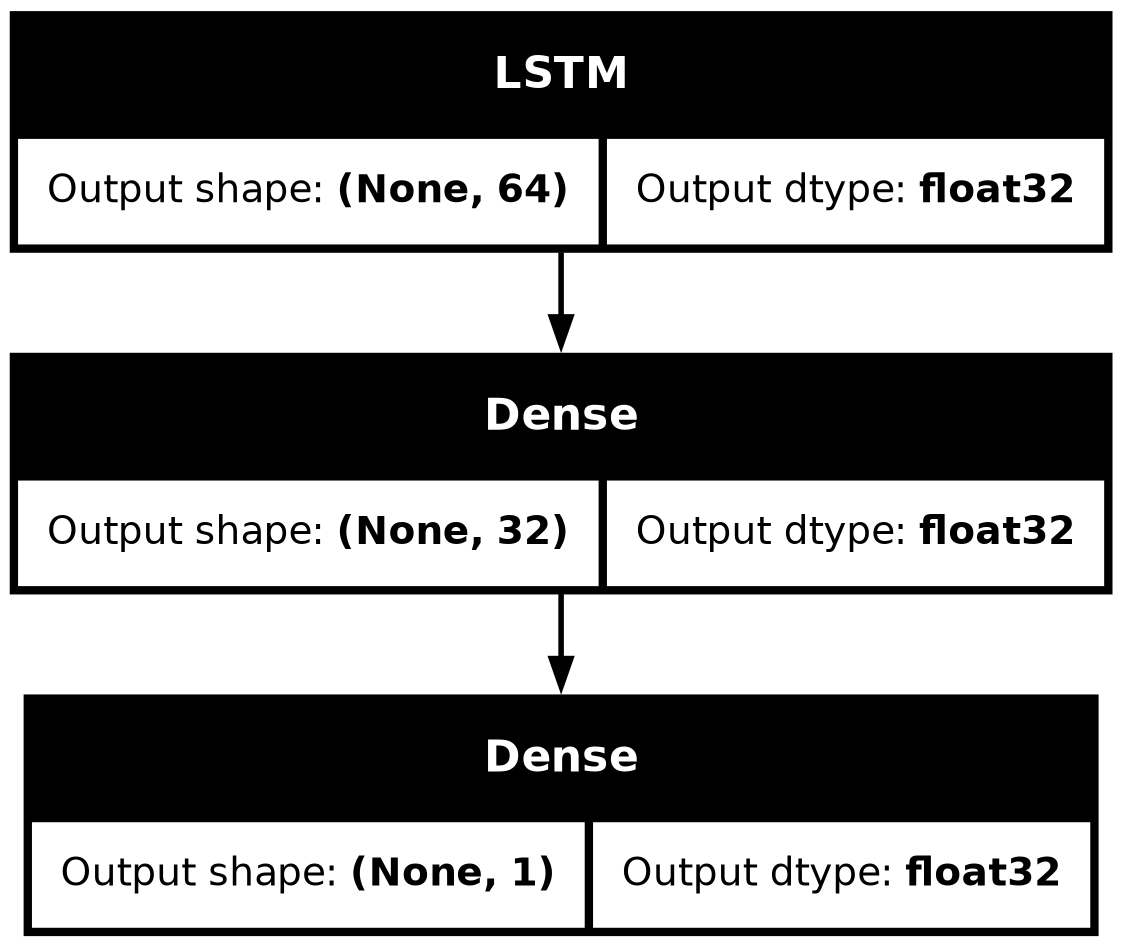 LSTM
Output shape: (None, 64) Output dtype: float32
Dense
Output shape: (None, 32) Output dtype: float32
Dense
Output shape: (None, 1) Output dtype: float32